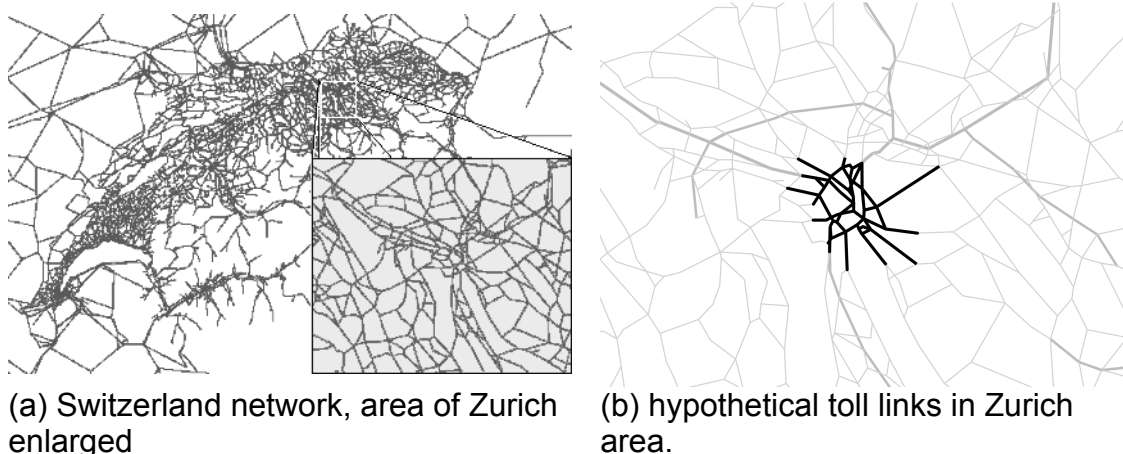 (a) Switzerland network, area of Zurich
enlarged
(b) hypothetical toll links in Zurich
area.